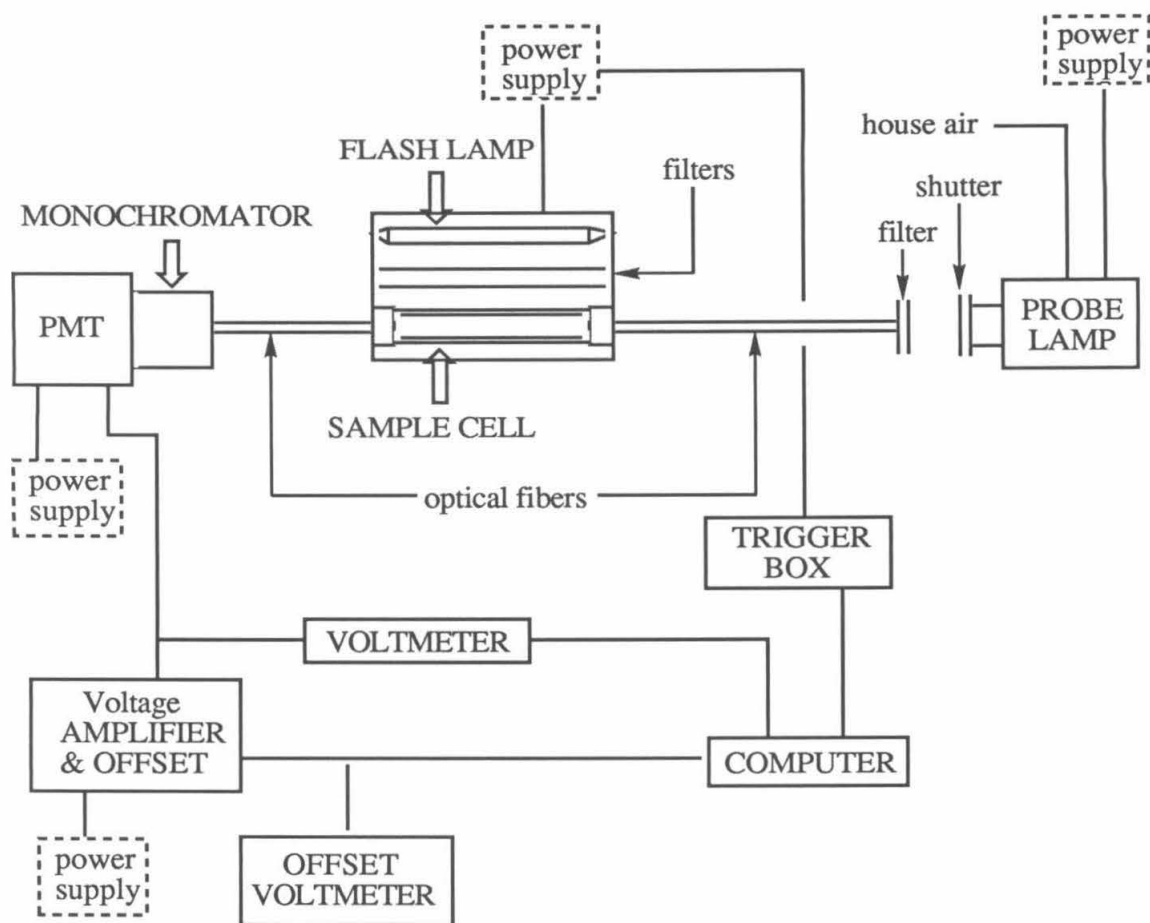 power
supply
power
supply
house air
FLASH LAMP
filters
shutter
MONOCHROMATOR
filter
PMT
PROBE
LAMP
SAMPLE CELL
power
supply
optical fibers
TRIGGER
BOX
VOLTMETER
Voltage
AMPLIFIER
& OFFSET
COMPUTER
power
supply
OFFSET
VOLTMETER